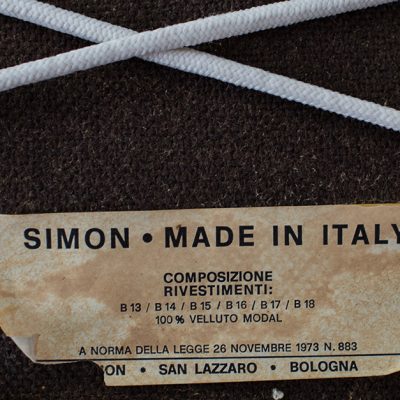 SIMON • MADE IN ITALY
COMPOSIZIONE
RIVESTIMENTI:
B 13 / B 14 / B 15 / B 16 / B 17 / B 18
100 % VELLUTO MODAL
A NORMA DELLA LEGGE 26 NOVEMBRE 1973 N. 883
ON • SAN LAZZARO • BOLOGNA